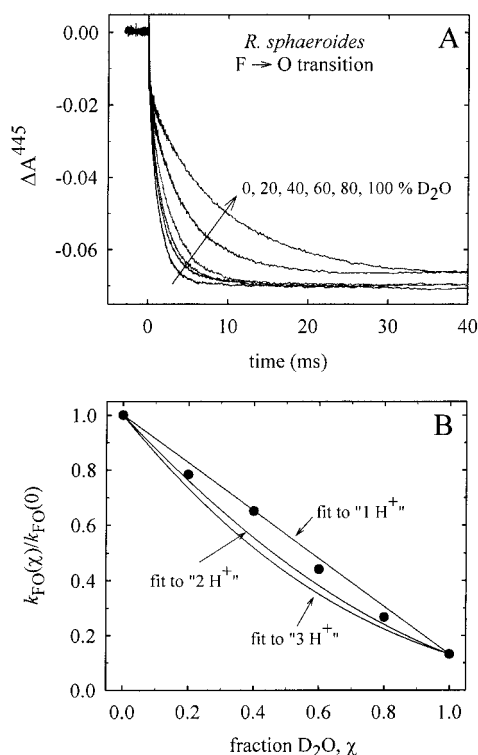 A
R. sphaeroides
F → O transition
0.00
-0.02
-0.04
-0.06
ΔA⁴⁴⁵
0, 20, 40, 60, 80, 100 % D₂O
0 10 20 30 40
time (ms)
B
1.0
0.8
0.6
0.4
0.2
0.0
k_FO(χ)/k_FO(0)
fit to "1 H⁺"
fit to "2 H⁺"
fit to "3 H⁺"
0.0 0.2 0.4 0.6 0.8 1.0
fraction D₂O, χ